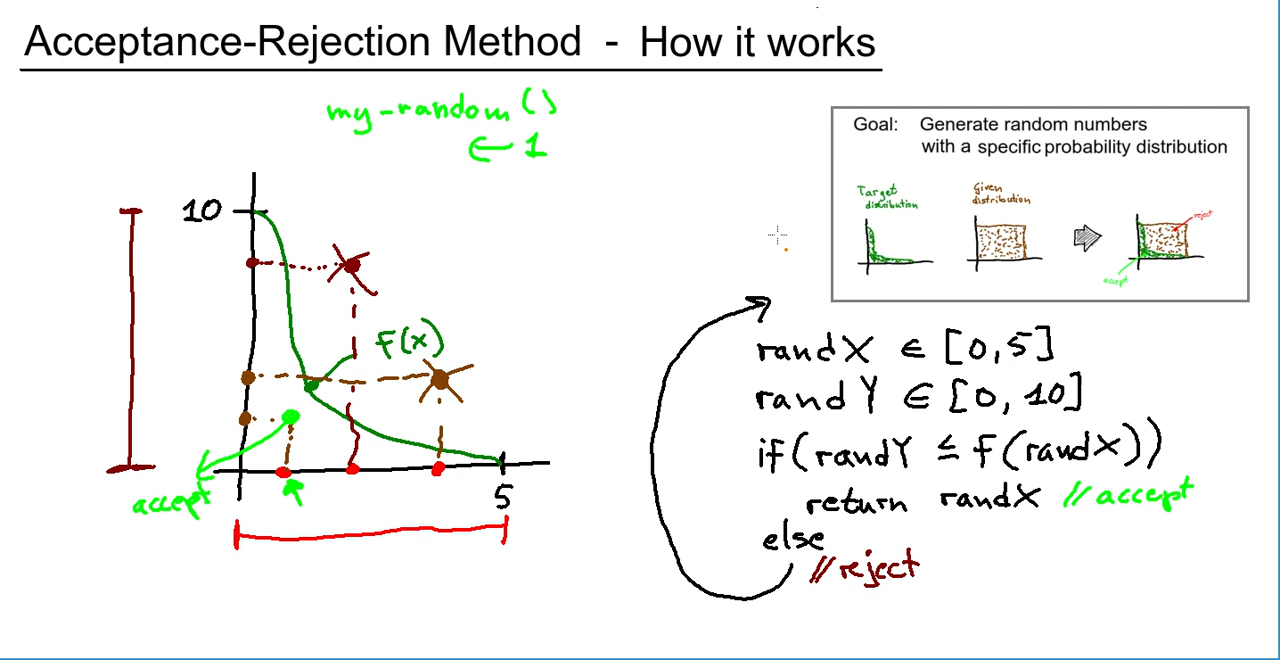 Acceptance-Rejection Method - How it works
my-random()
← 1
10
f(x)
accept
5
Goal: Generate random numbers
with a specific probability distribution
Target
distribution
Given
distribution
reject
accept
randX ∈ [0,5]
randY ∈ [0,10]
if(randY ≤ f(randX))
return randX //accept
else
//reject